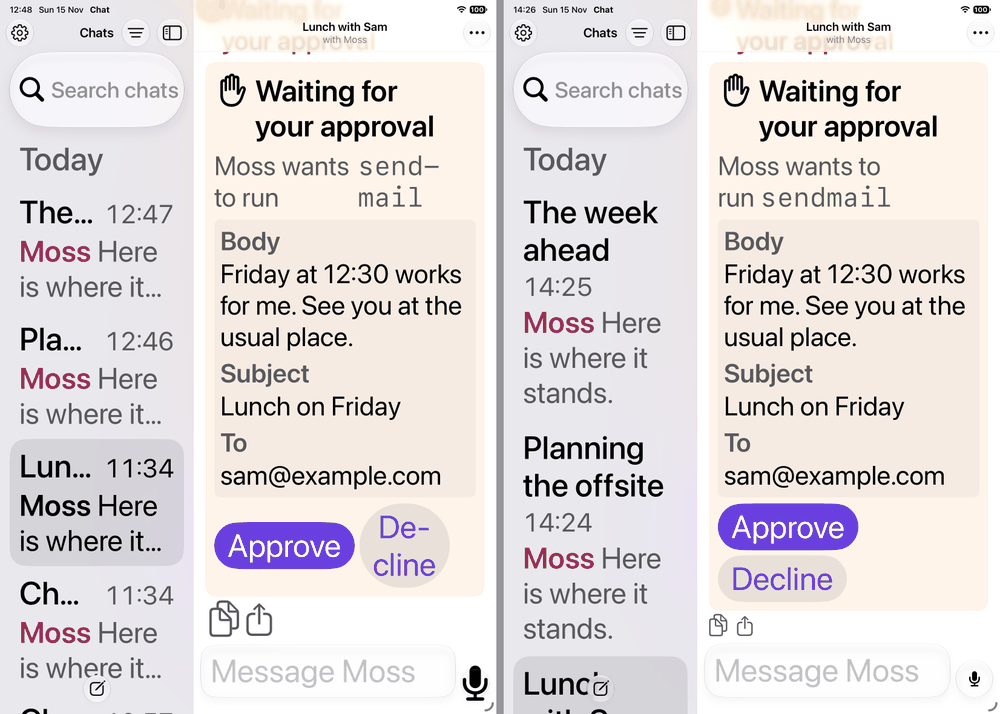 12:48 Sun 15 Nov Chat
100
Chats
Search chats
Today
The... 12:47
Moss Here
is where it...
Pla... 12:46
Moss Here
is where it...
Lun... 11:34
Moss Here
is where it...
Ch... 11:34
Moss Here
is where it...
your approval
Lunch with Sam
with Moss
Waiting for
your approval
Moss wants to run
send-
mail
Body
Friday at 12:30 works
for me. See you at the
usual place.
Subject
Lunch on Friday
To
sam@example.com
Approve
De-
cline
Message Moss
14:26 Sun 15 Nov Chat
100
Chats
Search chats
Today
The week
ahead
14:25
Moss Here
is where it
stands.
Planning
the offsite
14:24
Moss Here
is where it
stands.
your approval
Lunch with Sam
with Moss
Waiting for
your approval
Moss wants to
run sendmail
Body
Friday at 12:30 works
for me. See you at the
usual place.
Subject
Lunch on Friday
To
sam@example.com
Approve
Decline
Message Moss